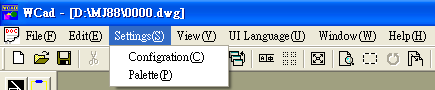 WCad - [D:\MJ88\0000.dwg]
File(F) Edit(E) Settings(S) View(V) UI Language(U) Window(W) Help(H)
Configration(C)
Palette(P)